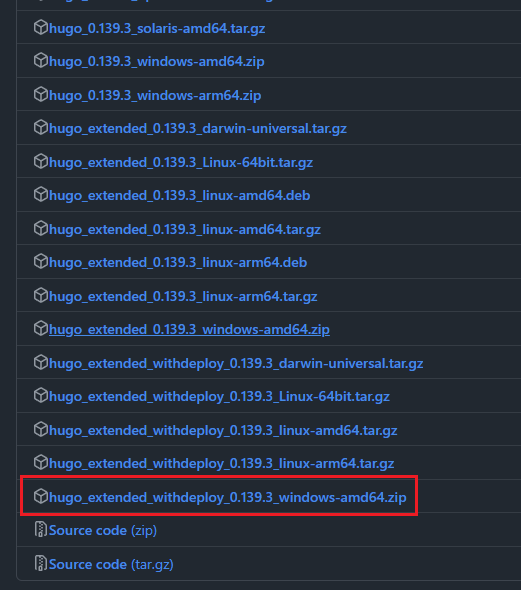 hugo_0.139.3_solaris-amd64.tar.gz
hugo_0.139.3_windows-amd64.zip
hugo_0.139.3_windows-arm64.zip
hugo_extended_0.139.3_darwin-universal.tar.gz
hugo_extended_0.139.3_Linux-64bit.tar.gz
hugo_extended_0.139.3_linux-amd64.deb
hugo_extended_0.139.3_linux-amd64.tar.gz
hugo_extended_0.139.3_linux-arm64.deb
hugo_extended_0.139.3_linux-arm64.tar.gz
hugo_extended_0.139.3_windows-amd64.zip
hugo_extended_withdeploy_0.139.3_darwin-universal.tar.gz
hugo_extended_withdeploy_0.139.3_Linux-64bit.tar.gz
hugo_extended_withdeploy_0.139.3_linux-amd64.tar.gz
hugo_extended_withdeploy_0.139.3_linux-arm64.tar.gz
hugo_extended_withdeploy_0.139.3_windows-amd64.zip
Source code (zip)
Source code (tar.gz)